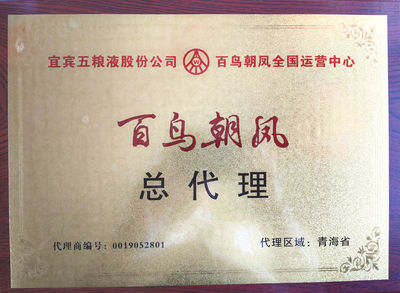 宜宾五粮液股份公司 百鸟朝凤全国运营中心
百鸟朝凤
总代理
代理商编号：0019052801 代理区域：青海省